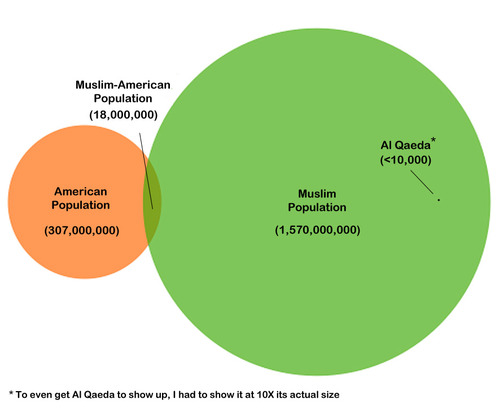 Muslim-American
Population
(18,000,000)
Al Qaeda*
(<10,000)
American
Population
(307,000,000)
Muslim
Population
(1,570,000,000)
* To even get Al Qaeda to show up, I had to show it at 10X its actual size